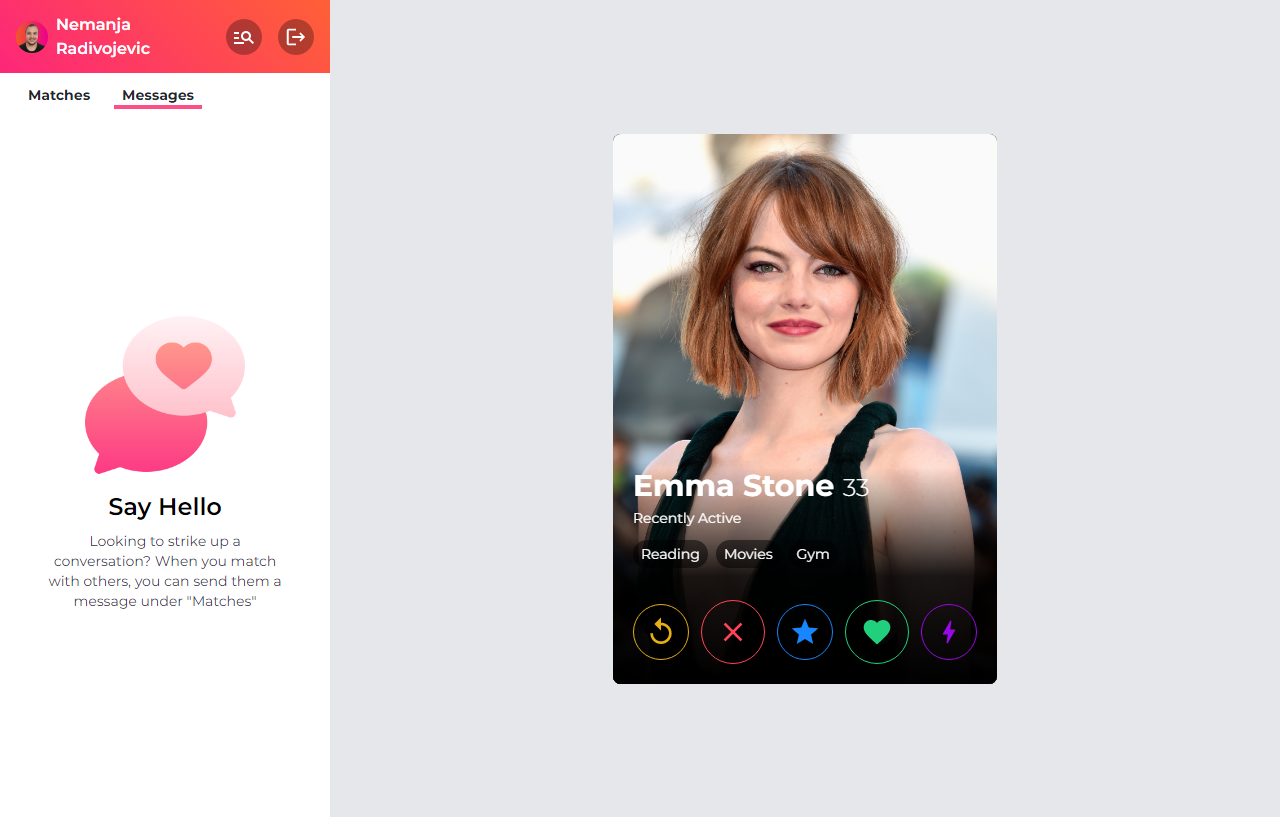 Nemanja
Radivojevic
Matches
Messages
Say Hello
Looking to strike up a
conversation? When you match
with others, you can send them a
message under "Matches"
Emma Stone 33
Recently Active
Reading
Movies
Gym